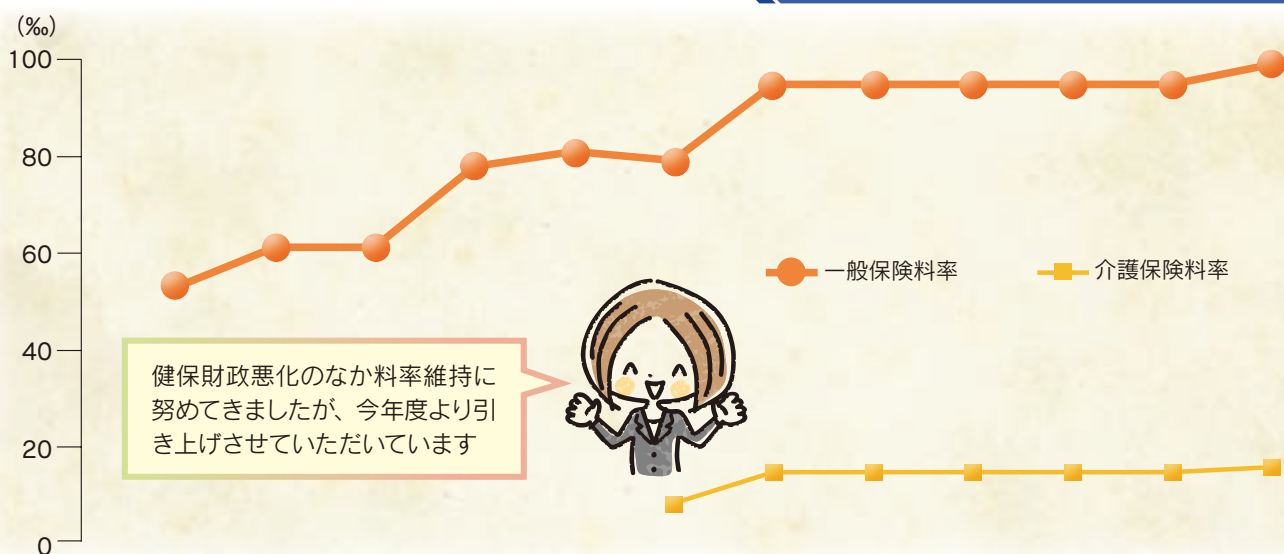 (‰)
100
80
60
一般保険料率
介護保険料率
40
健保財政悪化のなか料率維持に
努めてきましたが、今年度より引
き上げさせていただいています
20
0